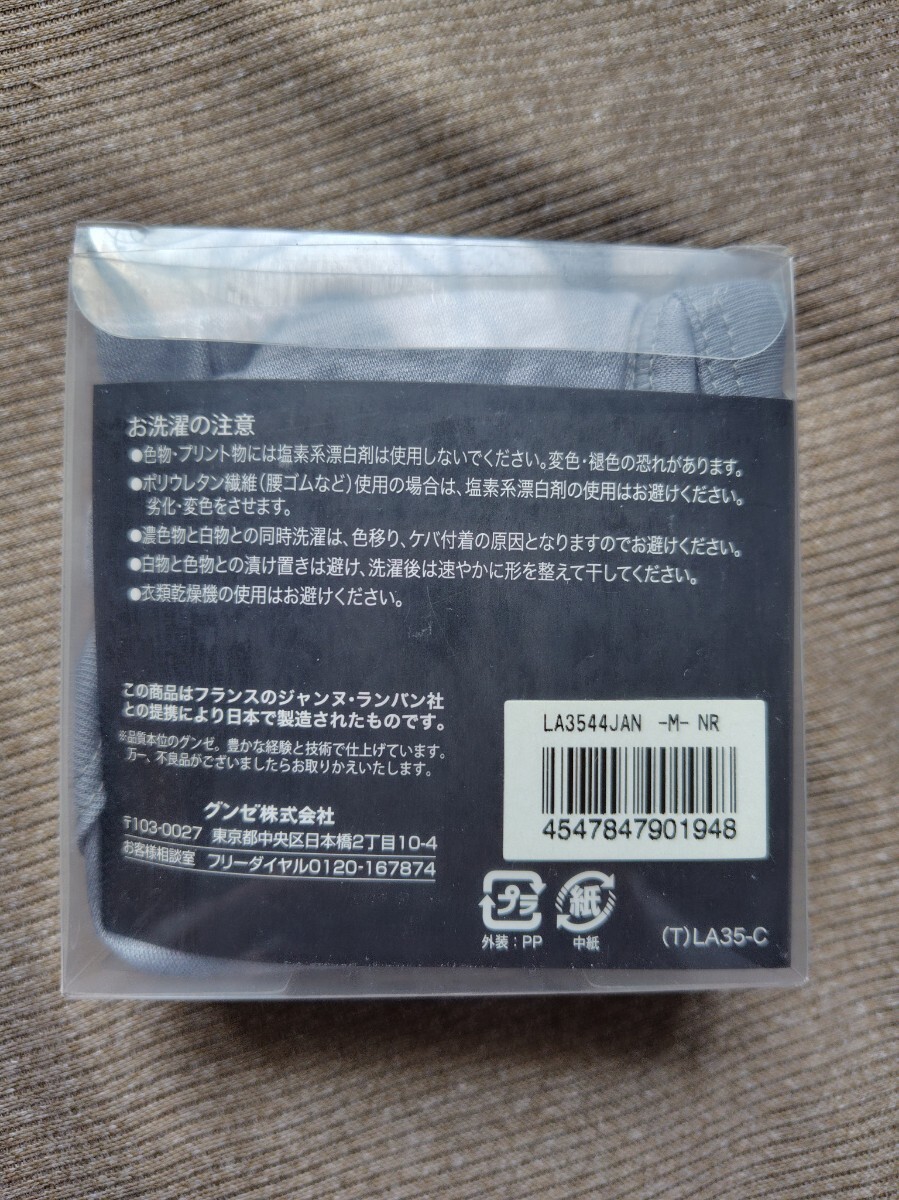 お洗濯の注意
●色物・プリント物には塩素系漂白剤は使用しないでください。変色・褪色の恐れがあります。
●ポリウレタン繊維(腰ゴムなど)使用の場合は、塩素系漂白剤の使用はお避けください。
劣化・変色をさせます。
●濃色物と白物との同時洗濯は、色移り、ケバ付着の原因となりますのでお避けください。
●白物と色物との漬け置きは避け、洗濯後は速やかに形を整えて干してください。
●衣類乾燥機の使用はお避けください。
この商品はフランスのジャンヌ・ランバン社
との提携により日本で製造されたものです。
※品質本位のグンゼ。豊かな経験と技術で仕上げています。
万一、不良品がございましたらお取りかえいたします。
グンゼ株式会社
〒103-0027 東京都中央区日本橋2丁目10-4
お客様相談室 フリーダイヤル0120-167874
LA3544JAN -M- NR
4547847901948
プラ 紙
外装:PP 中紙
(T)LA35-C